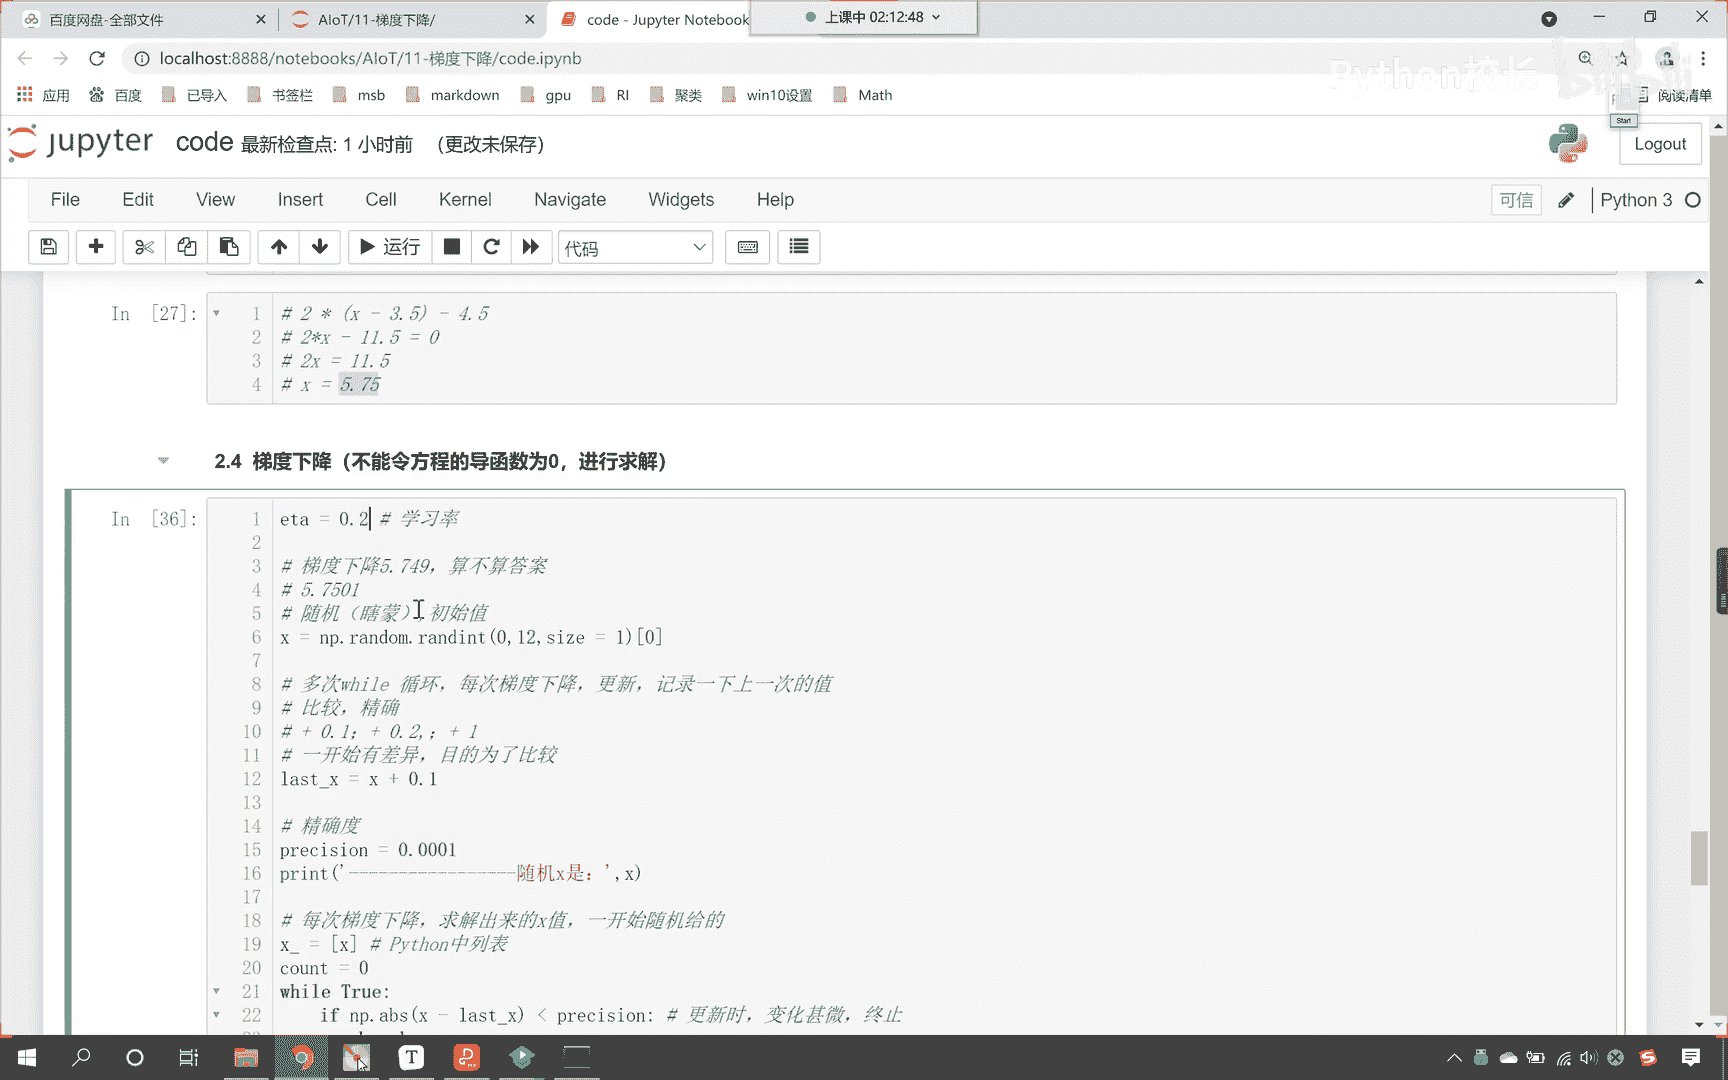 百度网盘-全部文件
AIoT/11-梯度下降/
code - Jupyter Notebook
上课中 02:12:48
localhost:8888/notebooks/AIoT/11-梯度下降/code.ipynb
应用 百度 已导入 书签栏 msb markdown gpu RI 聚类 win10设置 Math 阅读清单
Start
jupyter code 最新检查点: 1 小时前 (更改未保存)
Logout
File Edit View Insert Cell Kernel Navigate Widgets Help
可信 Python 3
运行 代码
In [27]:
1 # 2 * (x - 3.5) - 4.5
2 # 2*x - 11.5 = 0
3 # 2x = 11.5
4 # x = 5.75
2.4 梯度下降（不能令方程的导函数为0，进行求解）
In [36]:
1 eta = 0.2 # 学习率
2
3 # 梯度下降5.749，算不算答案
4 # 5.7501
5 # 随机（瞎蒙）初始值
6 x = np.random.randint(0,12,size = 1)[0]
7
8 # 多次while 循环，每次梯度下降，更新，记录一下上一次的值
9 # 比较，精确
10 # + 0.1; + 0.2,; + 1
11 # 一开始有差异，目的为了比较
12 last_x = x + 0.1
13
14 # 精确度
15 precision = 0.0001
16 print('-----------------随机x是：',x)
17
18 # 每次梯度下降，求解出来的x值，一开始随机给的
19 x_ = [x] # Python中列表
20 count = 0
21 while True:
22 if np.abs(x - last_x) < precision: # 更新时，变化甚微，终止